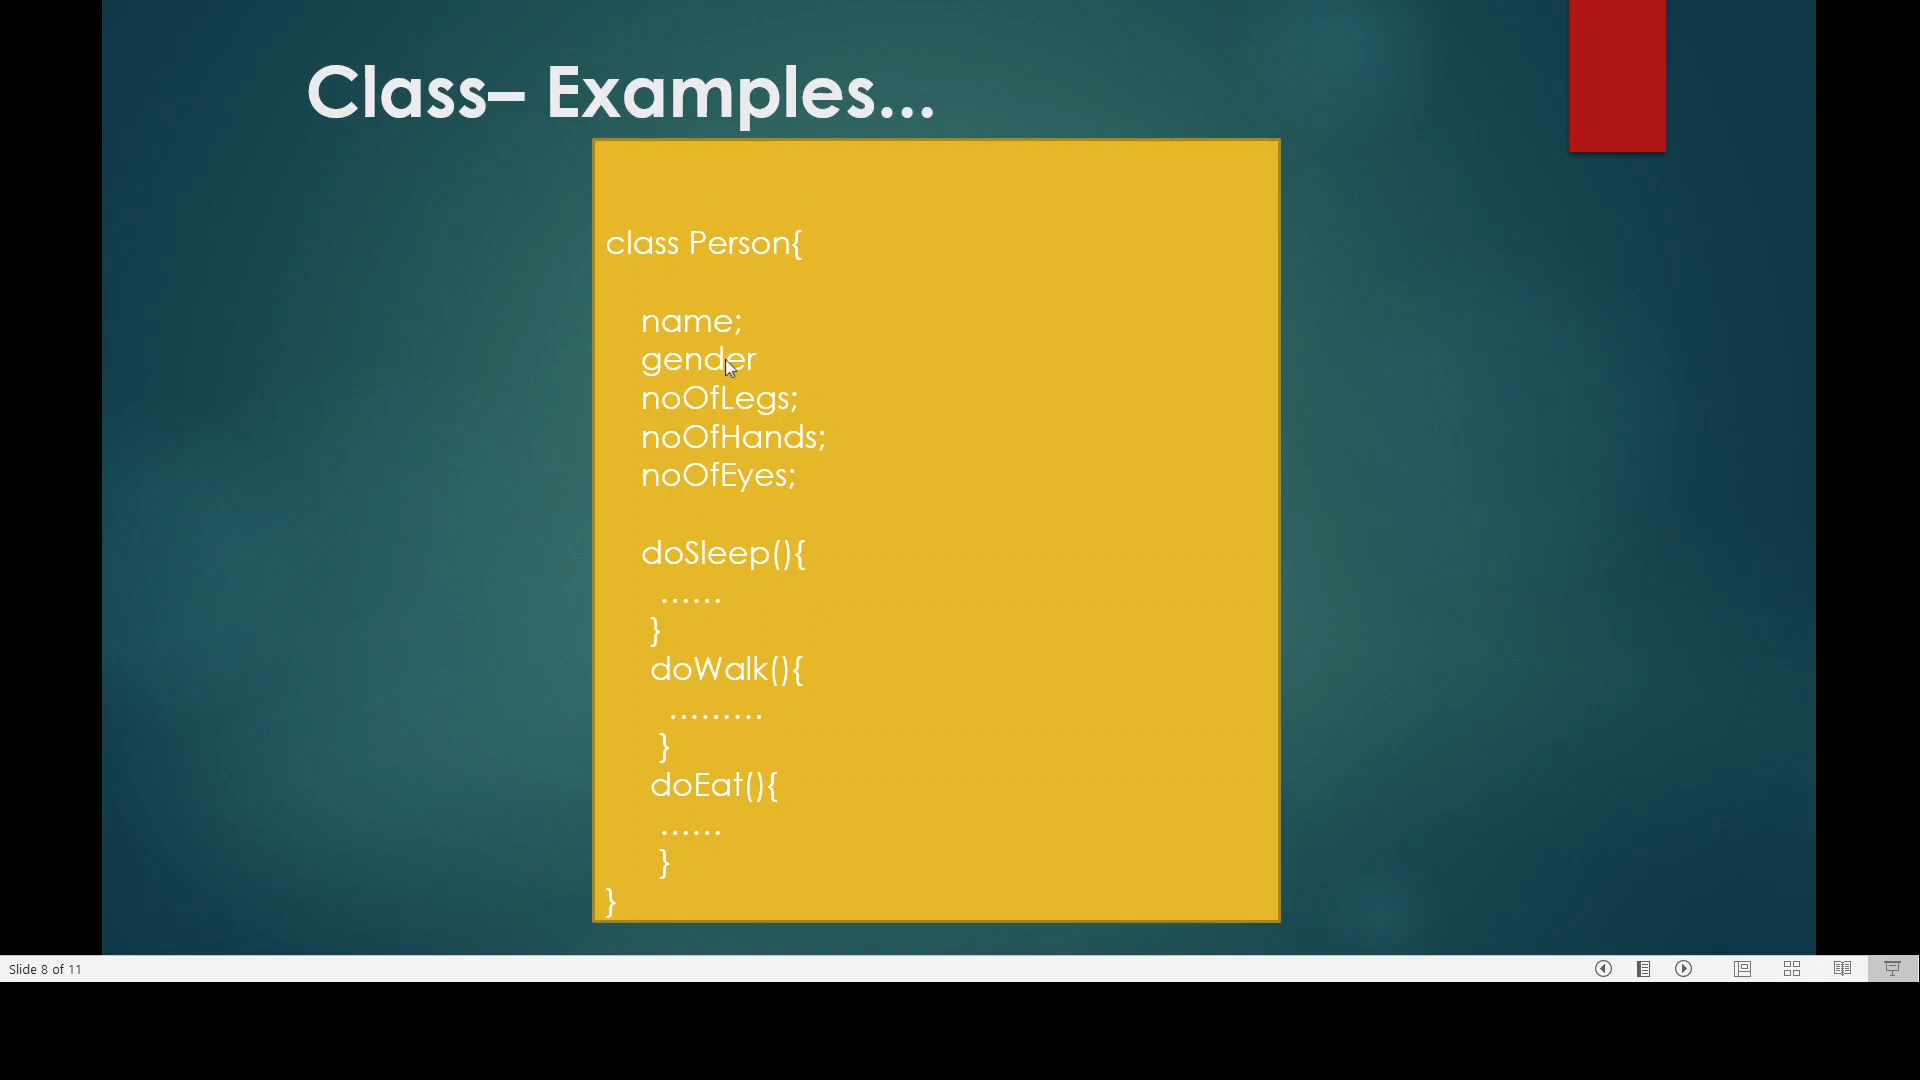 Class– Examples...
class Person{
name;
gender
noOfLegs;
noOfHands;
noOfEyes;
doSleep(){
......
}
doWalk(){
.........
}
doEat(){
......
}
}
Slide 8 of 11